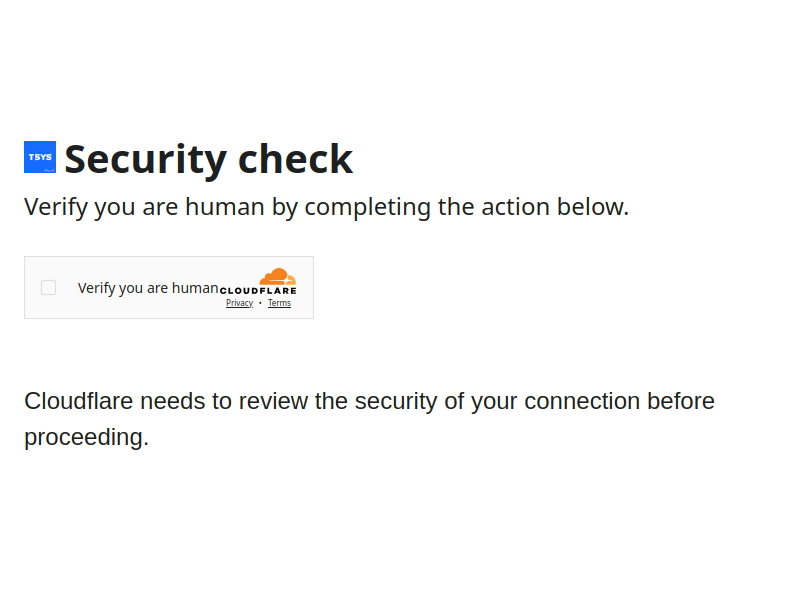 TSYS
Security check
Verify you are human by completing the action below.
Verify you are human
CLOUDFLARE
Privacy • Terms
Cloudflare needs to review the security of your connection before
proceeding.